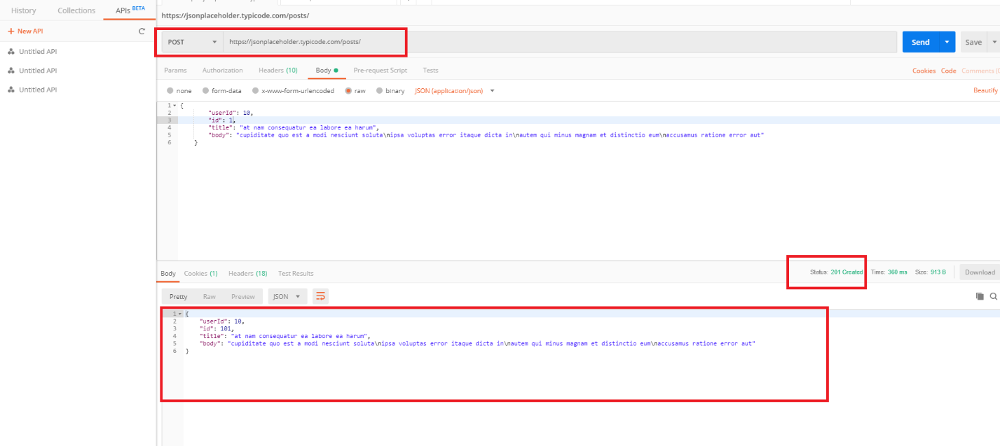 History Collections APIs BETA
https://jsonplaceholder.typicode.com/posts/
+ New API
Untitled API
Untitled API
Untitled API
POST https://jsonplaceholder.typicode.com/posts/ Send Save
Params Authorization Headers (10) Body Pre-request Script Tests Cookies Code Comments (0
none form-data x-www-form-urlencoded raw binary JSON (application/json) Beautify
1 {
2 "userId": 10,
3 "id": 1,
4 "title": "at nam consequatur ea labore ea harum",
5 "body": "cupiditate quo est a modi nesciunt soluta\nipsa voluptas error itaque dicta in\nautem qui minus magnam et distinctio eum\naccusamus ratione error aut"
6 }
Body Cookies (1) Headers (18) Test Results Status: 201 Created Time: 360 ms Size: 913 B Download
Pretty Raw Preview JSON
1 {
2 "userId": 10,
3 "id": 101,
4 "title": "at nam consequatur ea labore ea harum",
5 "body": "cupiditate quo est a modi nesciunt soluta\nipsa voluptas error itaque dicta in\nautem qui minus magnam et distinctio eum\naccusamus ratione error aut"
6 }